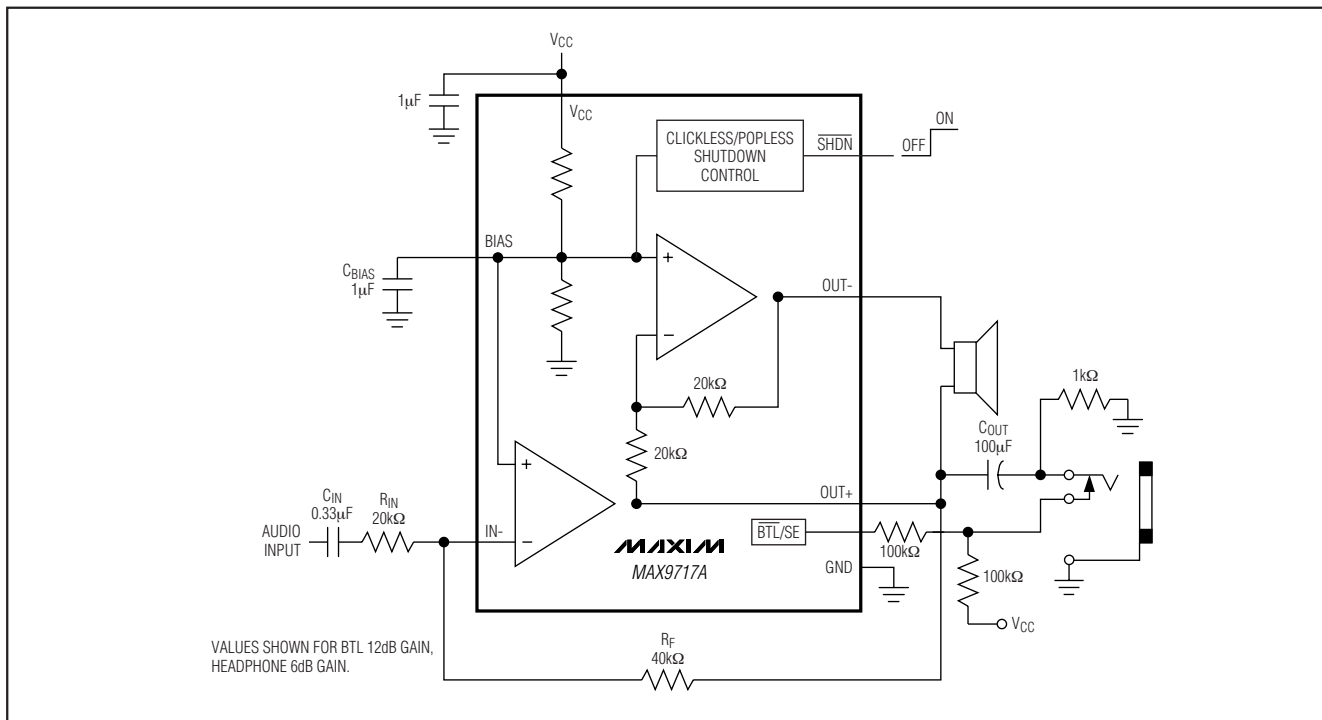 VCC
1µF
VCC
CLICKLESS/POPLESS
SHUTDOWN
CONTROL
SHDN
OFF
ON
BIAS
CBIAS
1µF
+
−
OUT-
20kΩ
20kΩ
1kΩ
COUT
100µF
OUT+
CIN
0.33µF
RIN
20kΩ
AUDIO
INPUT
IN-
+
−
MAXIM
MAX9717A
BTL/SE
100kΩ
GND
100kΩ
VCC
RF
40kΩ
VALUES SHOWN FOR BTL 12dB GAIN,
HEADPHONE 6dB GAIN.